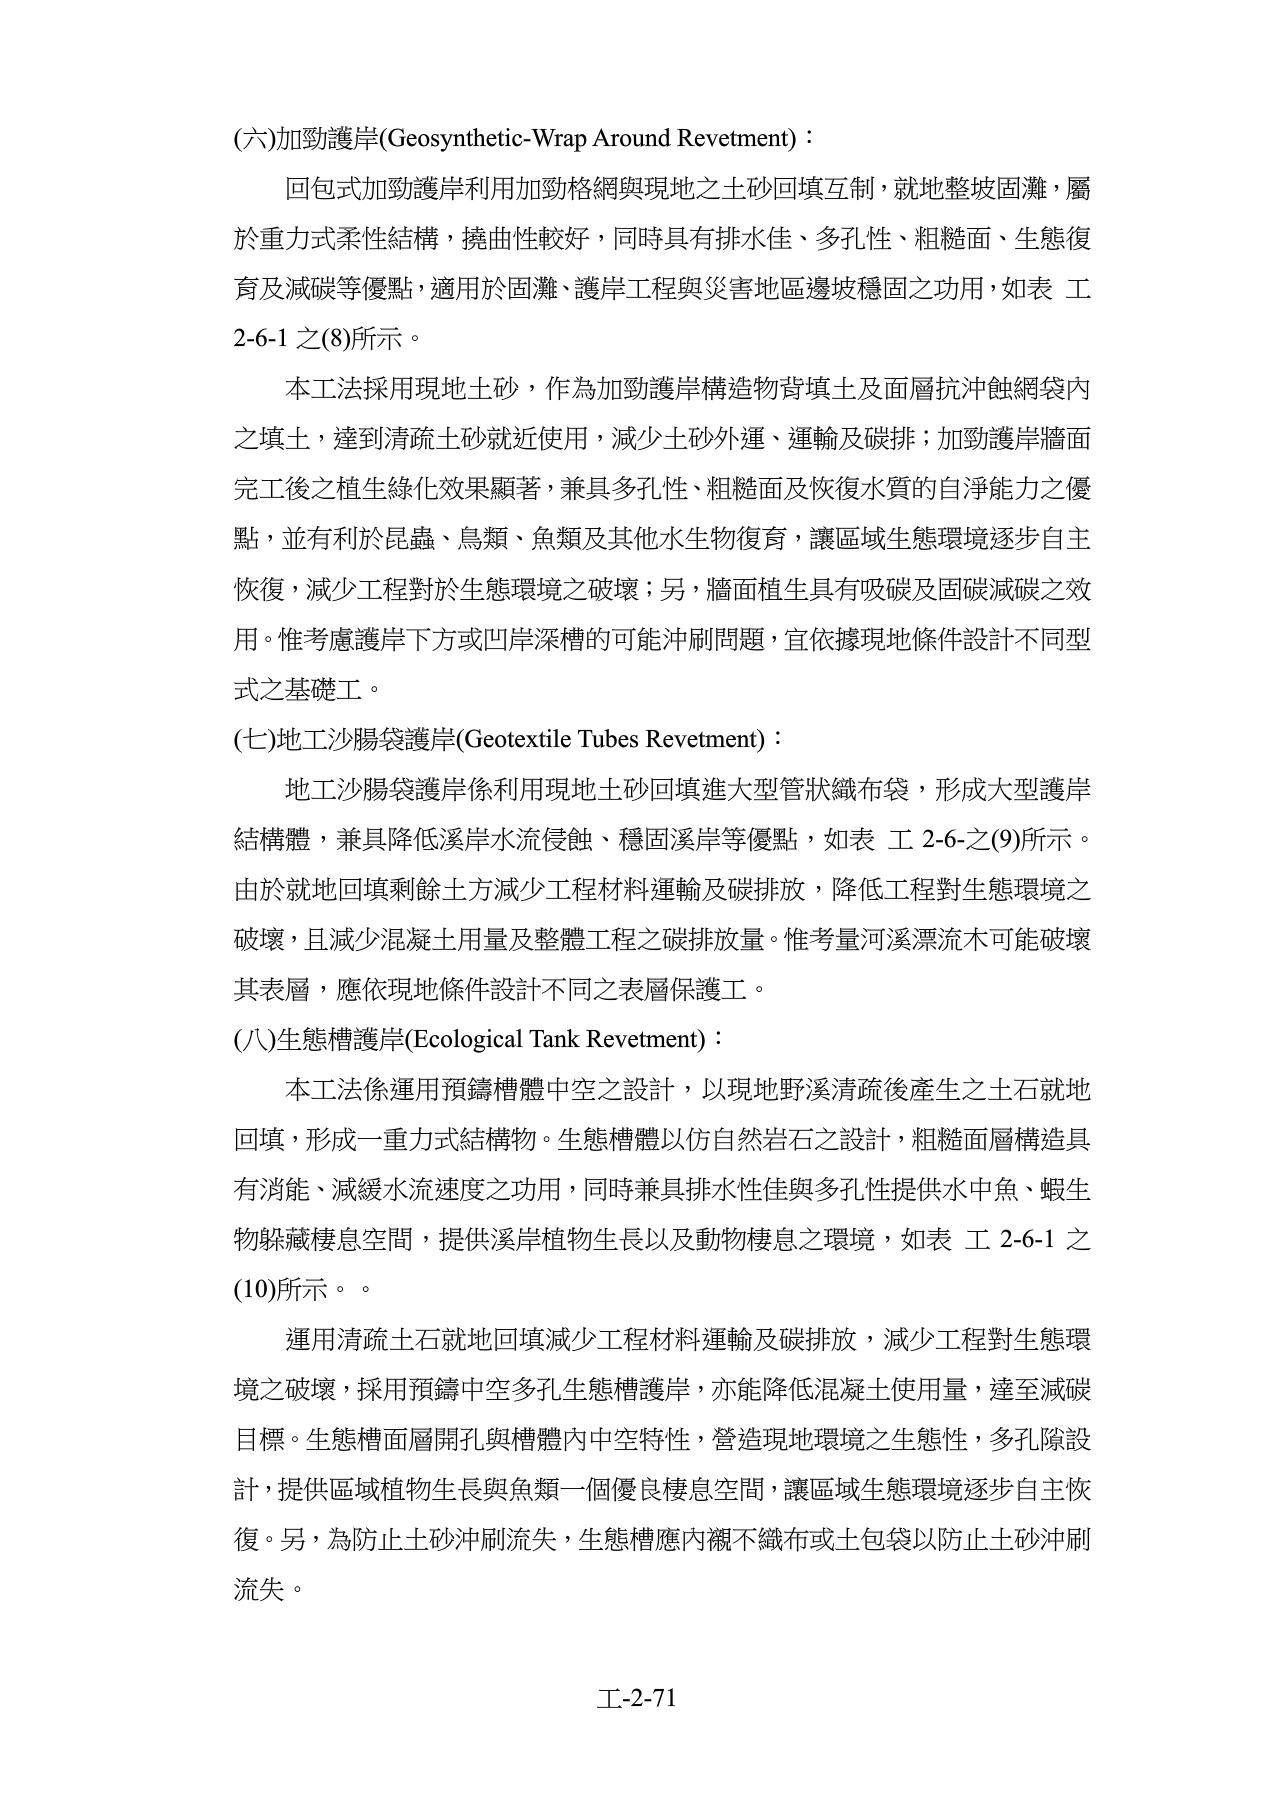 (六)加勁護岸(Geosynthetic-Wrap Around Revetment)：
回包式加勁護岸利用加勁格網與現地之土砂回填互制，就地整坡固灘，屬
於重力式柔性結構，撓曲性較好，同時具有排水佳、多孔性、粗糙面、生態復
育及減碳等優點，適用於固灘、護岸工程與災害地區邊坡穩固之功用，如表 工
2-6-1 之(8)所示。
本工法採用現地土砂，作為加勁護岸構造物背填土及面層抗沖蝕網袋內
之填土，達到清疏土砂就近使用，減少土砂外運、運輸及碳排；加勁護岸牆面
完工後之植生綠化效果顯著，兼具多孔性、粗糙面及恢復水質的自淨能力之優
點，並有利於昆蟲、鳥類、魚類及其他水生物復育，讓區域生態環境逐步自主
恢復，減少工程對於生態環境之破壞；另，牆面植生具有吸碳及固碳減碳之效
用。惟考慮護岸下方或凹岸深槽的可能沖刷問題，宜依據現地條件設計不同型
式之基礎工。
(七)地工沙腸袋護岸(Geotextile Tubes Revetment)：
地工沙腸袋護岸係利用現地土砂回填進大型管狀織布袋，形成大型護岸
結構體，兼具降低溪岸水流侵蝕、穩固溪岸等優點，如表 工 2-6-之(9)所示。
由於就地回填剩餘土方減少工程材料運輸及碳排放，降低工程對生態環境之
破壞，且減少混凝土用量及整體工程之碳排放量。惟考量河溪漂流木可能破壞
其表層，應依現地條件設計不同之表層保護工。
(八)生態槽護岸(Ecological Tank Revetment)：
本工法係運用預鑄槽體中空之設計，以現地野溪清疏後產生之土石就地
回填，形成一重力式結構物。生態槽體以仿自然岩石之設計，粗糙面層構造具
有消能、減緩水流速度之功用，同時兼具排水性佳與多孔性提供水中魚、蝦生
物躲藏棲息空間，提供溪岸植物生長以及動物棲息之環境，如表 工 2-6-1 之
(10)所示。。
運用清疏土石就地回填減少工程材料運輸及碳排放，減少工程對生態環
境之破壞，採用預鑄中空多孔生態槽護岸，亦能降低混凝土使用量，達至減碳
目標。生態槽面層開孔與槽體內中空特性，營造現地環境之生態性，多孔隙設
計，提供區域植物生長與魚類一個優良棲息空間，讓區域生態環境逐步自主恢
復。另，為防止土砂沖刷流失，生態槽應內襯不織布或土包袋以防止土砂沖刷
流失。
工-2-71